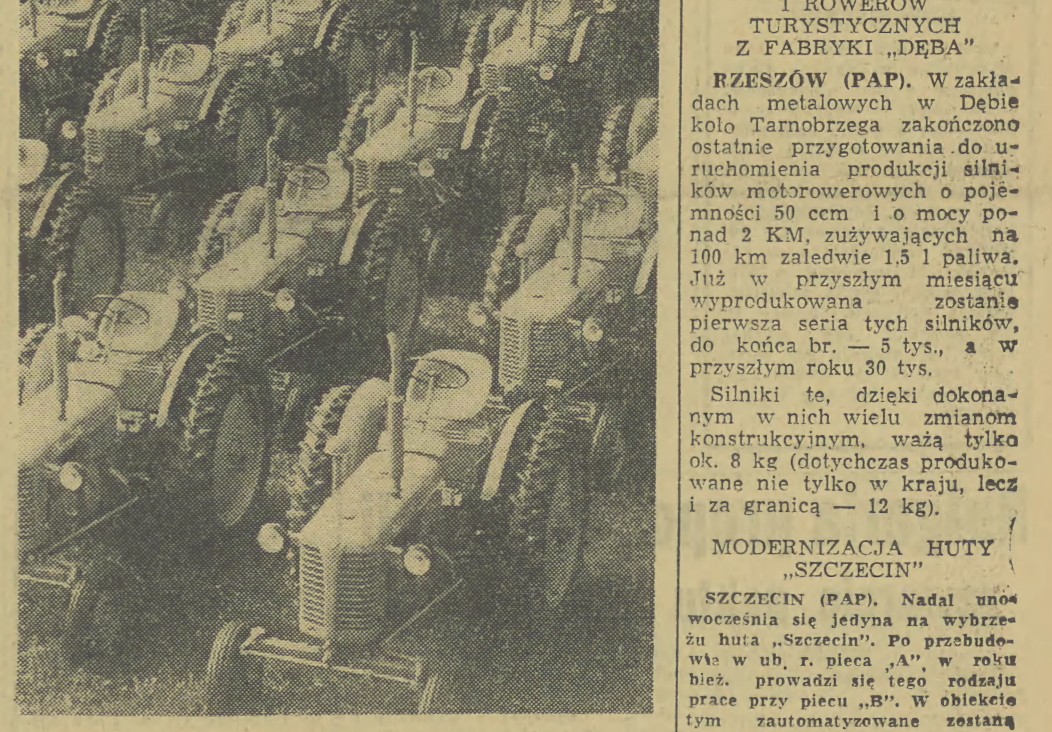 I ROWERÓW
TURYSTYCZNYCH
Z FABRYKI „DĘBA”
RZESZÓW (PAP). W zakła-
dach metalowych w Dębie
koło Tarnobrzega zakończono
ostatnie przygotowania do u-
ruchomienia produkcji silni-
ków motorowerowych o poje-
mności 50 ccm i o mocy po-
nad 2 KM, zużywających na
100 km zaledwie 1,5 l paliwa.
Już w przyszłym miesiącu
wyprodukowana zostanie
pierwsza seria tych silników,
do końca br. — 5 tys., a w
przyszłym roku 30 tys.
Silniki te, dzięki dokona-
nym w nich wielu zmianom
konstrukcyjnym, ważą tylko
ok. 8 kg (dotychczas produko-
wane nie tylko w kraju, lecz
i za granicą — 12 kg).
MODERNIZACJA HUTY
„SZCZECIN”
SZCZECIN (PAP). Nadal uno-
wocześnia się jedyna na wybrze-
żu huta „Szczecin”. Po przebudo-
wie w ub. r. pieca „A”, w roku
bież. prowadzi się tego rodzaju
prace przy piecu „B”. W obiekcie
tym zautomatyzowane zostaną